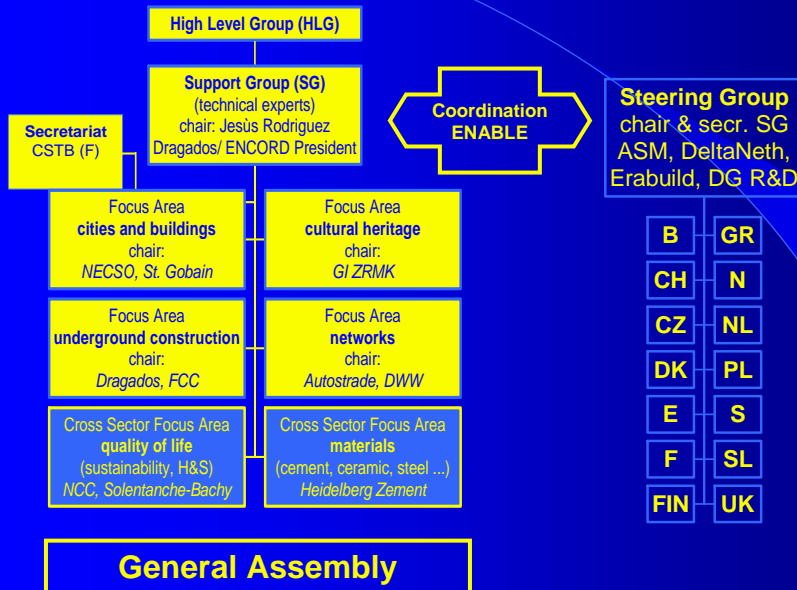 High Level Group (HLG)
Support Group (SG)
(technical experts)
chair: Jesùs Rodriguez
Dragados/ ENCORD President
Secretariat
CSTB (F)
Coordination
ENABLE
Steering Group
chair & secr. SG
ASM, DeltaNeth,
Erabuild, DG R&D
Focus Area
cities and buildings
chair:
NECSO, St. Gobain
Focus Area
cultural heritage
chair:
GI ZRMK
Focus Area
underground construction
chair:
Dragados, FCC
Focus Area
networks
chair:
Autostrade, DWW
Cross Sector Focus Area
quality of life
(sustainability, H&S)
NCC, Solentanche-Bachy
Cross Sector Focus Area
materials
(cement, ceramic, steel ...)
Heidelberg Zement
B GR
CH N
CZ NL
DK PL
E S
F SL
FIN UK
General Assembly